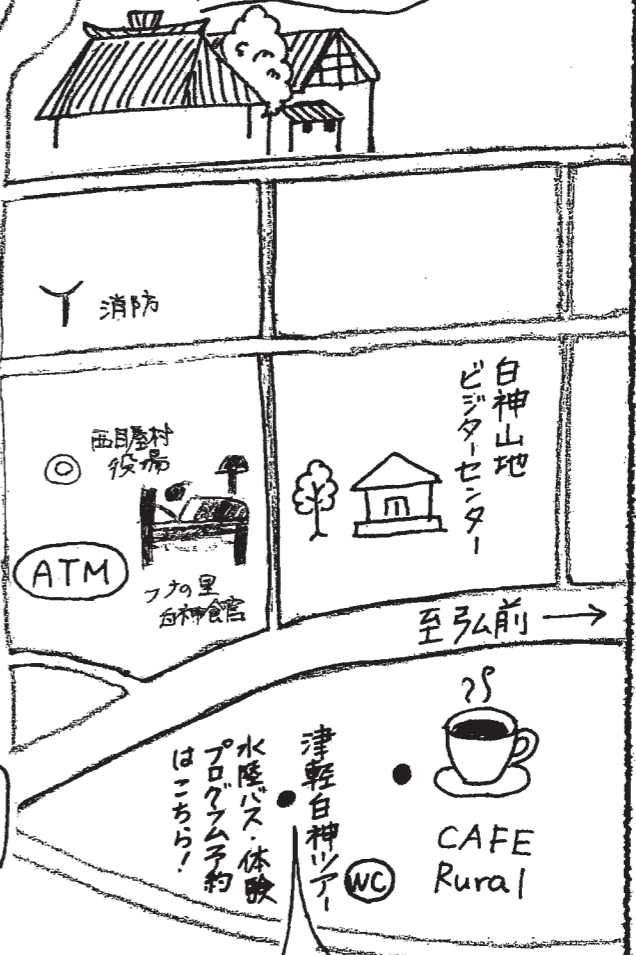 消防
白神山地
ビジターセンター
西目屋村
役場
ATM
ブナの里
白神館
至弘前
津軽白神ツアー
水陸バス・体験
プログラム予約
はこちら!
WC
CAFE
Rural